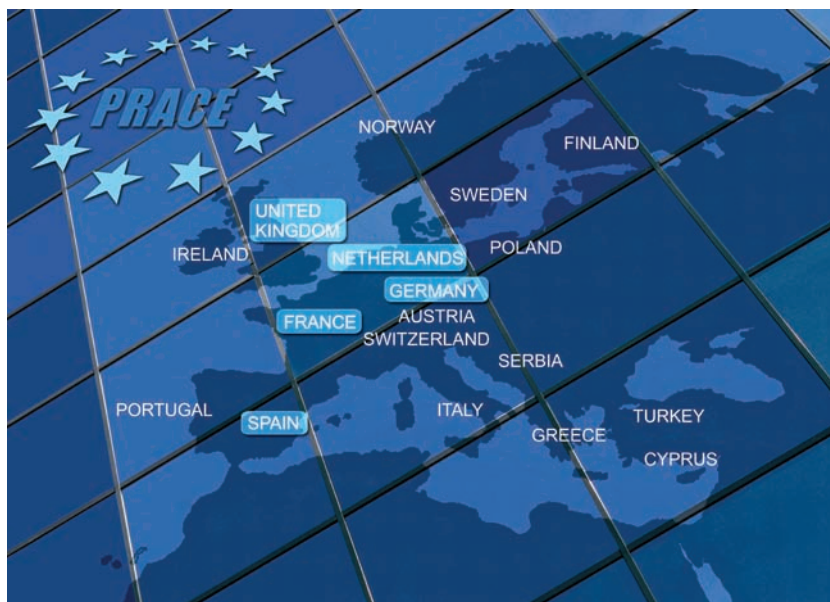 PRACE
NORWAY
FINLAND
SWEDEN
UNITED
KINGDOM
IRELAND
NETHERLANDS
POLAND
GERMANY
FRANCE
AUSTRIA
SWITZERLAND
SERBIA
PORTUGAL
SPAIN
ITALY
TURKEY
GREECE
CYPRUS